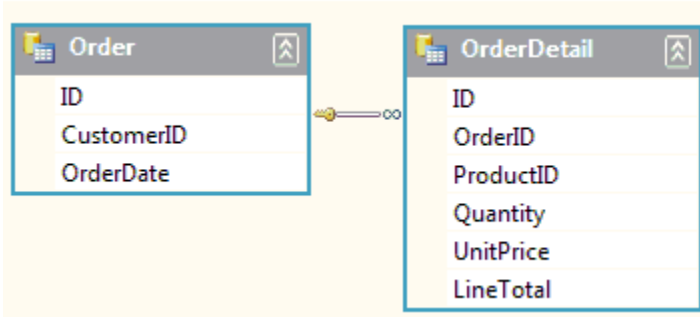 Order
ID
CustomerID
OrderDate
OrderDetail
ID
OrderID
ProductID
Quantity
UnitPrice
LineTotal